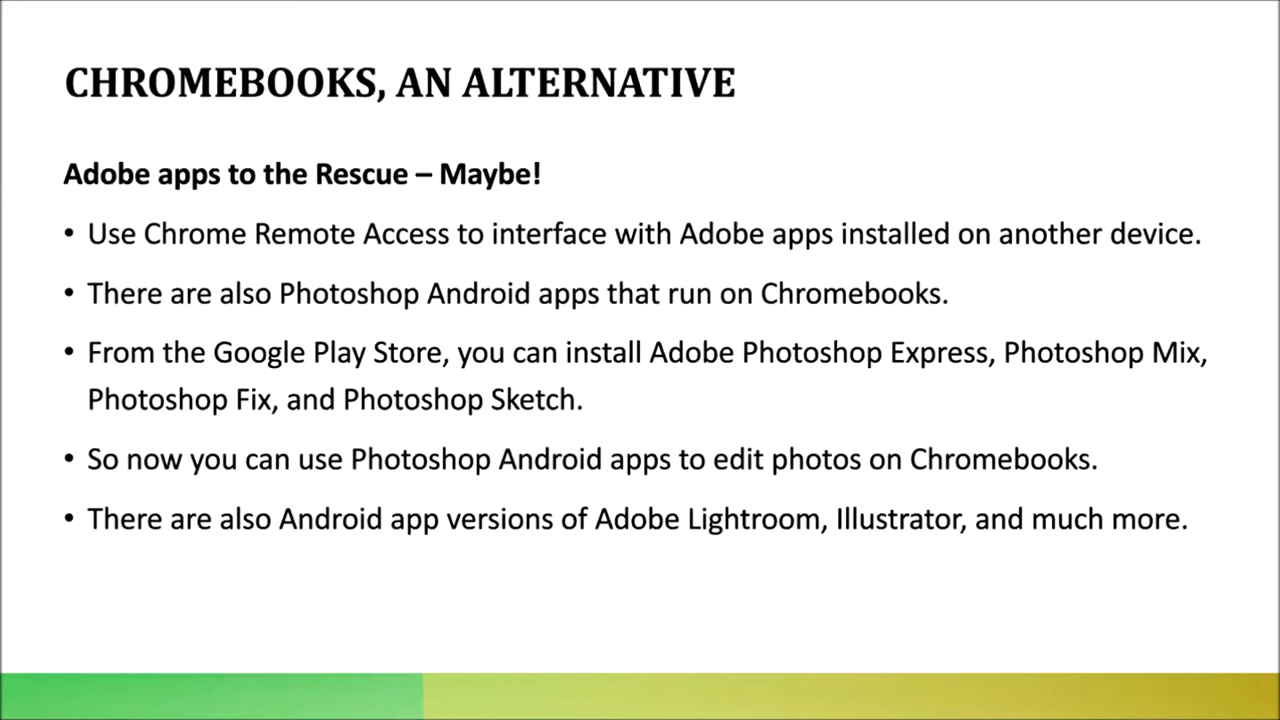 CHROMEBOOKS, AN ALTERNATIVE
Adobe apps to the Rescue – Maybe!
• Use Chrome Remote Access to interface with Adobe apps installed on another device.
• There are also Photoshop Android apps that run on Chromebooks.
• From the Google Play Store, you can install Adobe Photoshop Express, Photoshop Mix,
Photoshop Fix, and Photoshop Sketch.
• So now you can use Photoshop Android apps to edit photos on Chromebooks.
• There are also Android app versions of Adobe Lightroom, Illustrator, and much more.